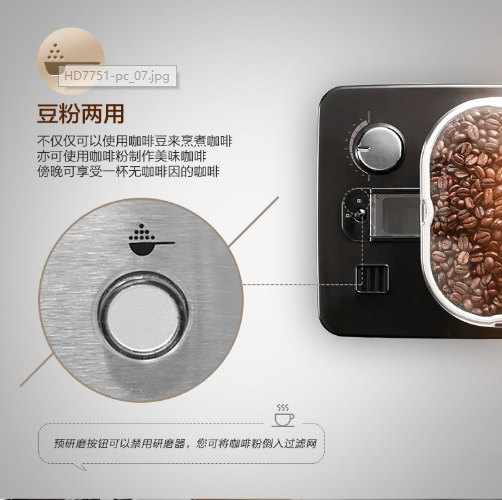 HD7751-pc_07.jpg
豆粉两用
不仅仅可以使用咖啡豆来烹煮咖啡
亦可使用咖啡粉制作美味咖啡
傍晚可享受一杯无咖啡因的咖啡
预研磨按钮可以禁用研磨器，您可将咖啡粉倒入过滤网